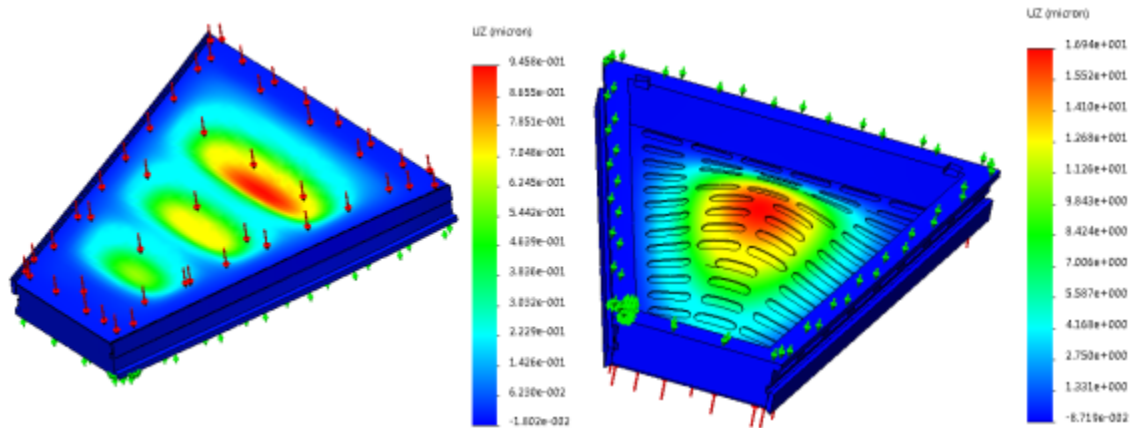 UZ (micron)
9.458e-001
8.655e-001
7.851e-001
7.048e-001
6.245e-001
5.442e-001
4.639e-001
3.836e-001
3.032e-001
2.229e-001
1.426e-001
6.230e-002
-1.802e-002
UZ (micron)
1.694e+001
1.552e+001
1.410e+001
1.268e+001
1.126e+001
9.843e+000
8.424e+000
7.006e+000
5.587e+000
4.168e+000
2.750e+000
1.331e+000
-8.719e-002